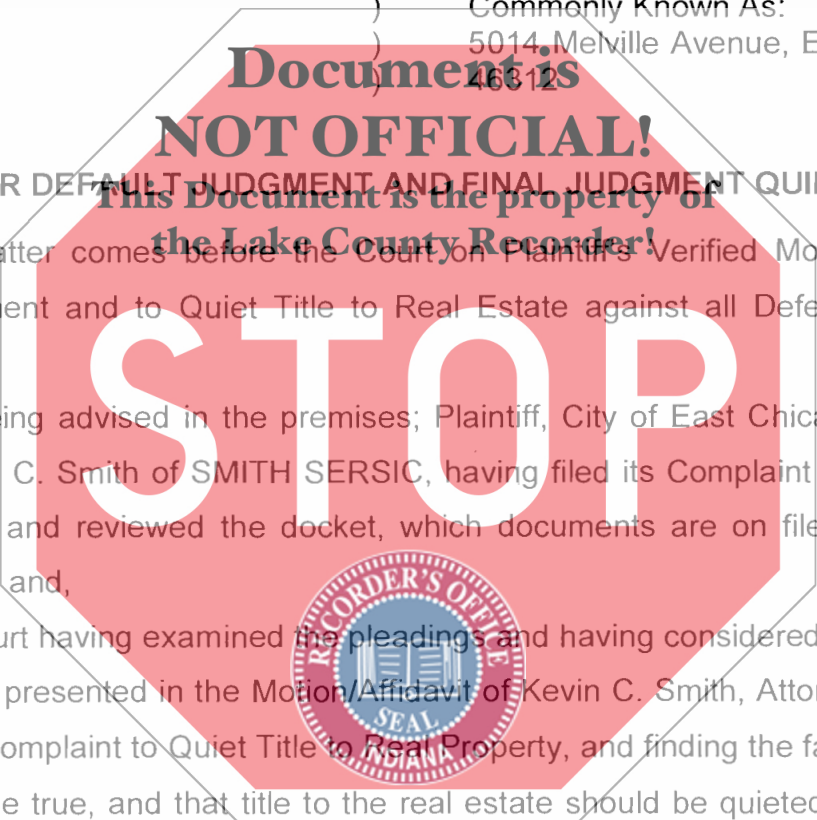 ) Commonly Known As:
) 5014 Melville Avenue, E
) 46312
Document is
NOT OFFICIAL!
This Document is the property of
the Lake County Recorder!
R DEFAULT JUDGMENT AND FINAL JUDGMENT QUI
atter comes before the Court on Plaintiff's Verified Mo
ent and to Quiet Title to Real Estate against all Defe
STOP
ing advised in the premises; Plaintiff, City of East Chica
C. Smith of SMITH SERSIC, having filed its Complaint
and reviewed the docket, which documents are on file
and,
urt having examined the pleadings and having considered
presented in the Motion/Affidavit of Kevin C. Smith, Atto
omplaint to Quiet Title to Real Property, and finding the fa
e true, and that title to the real estate should be quieted
RECORDER'S OFFICE
SEAL
INDIANA